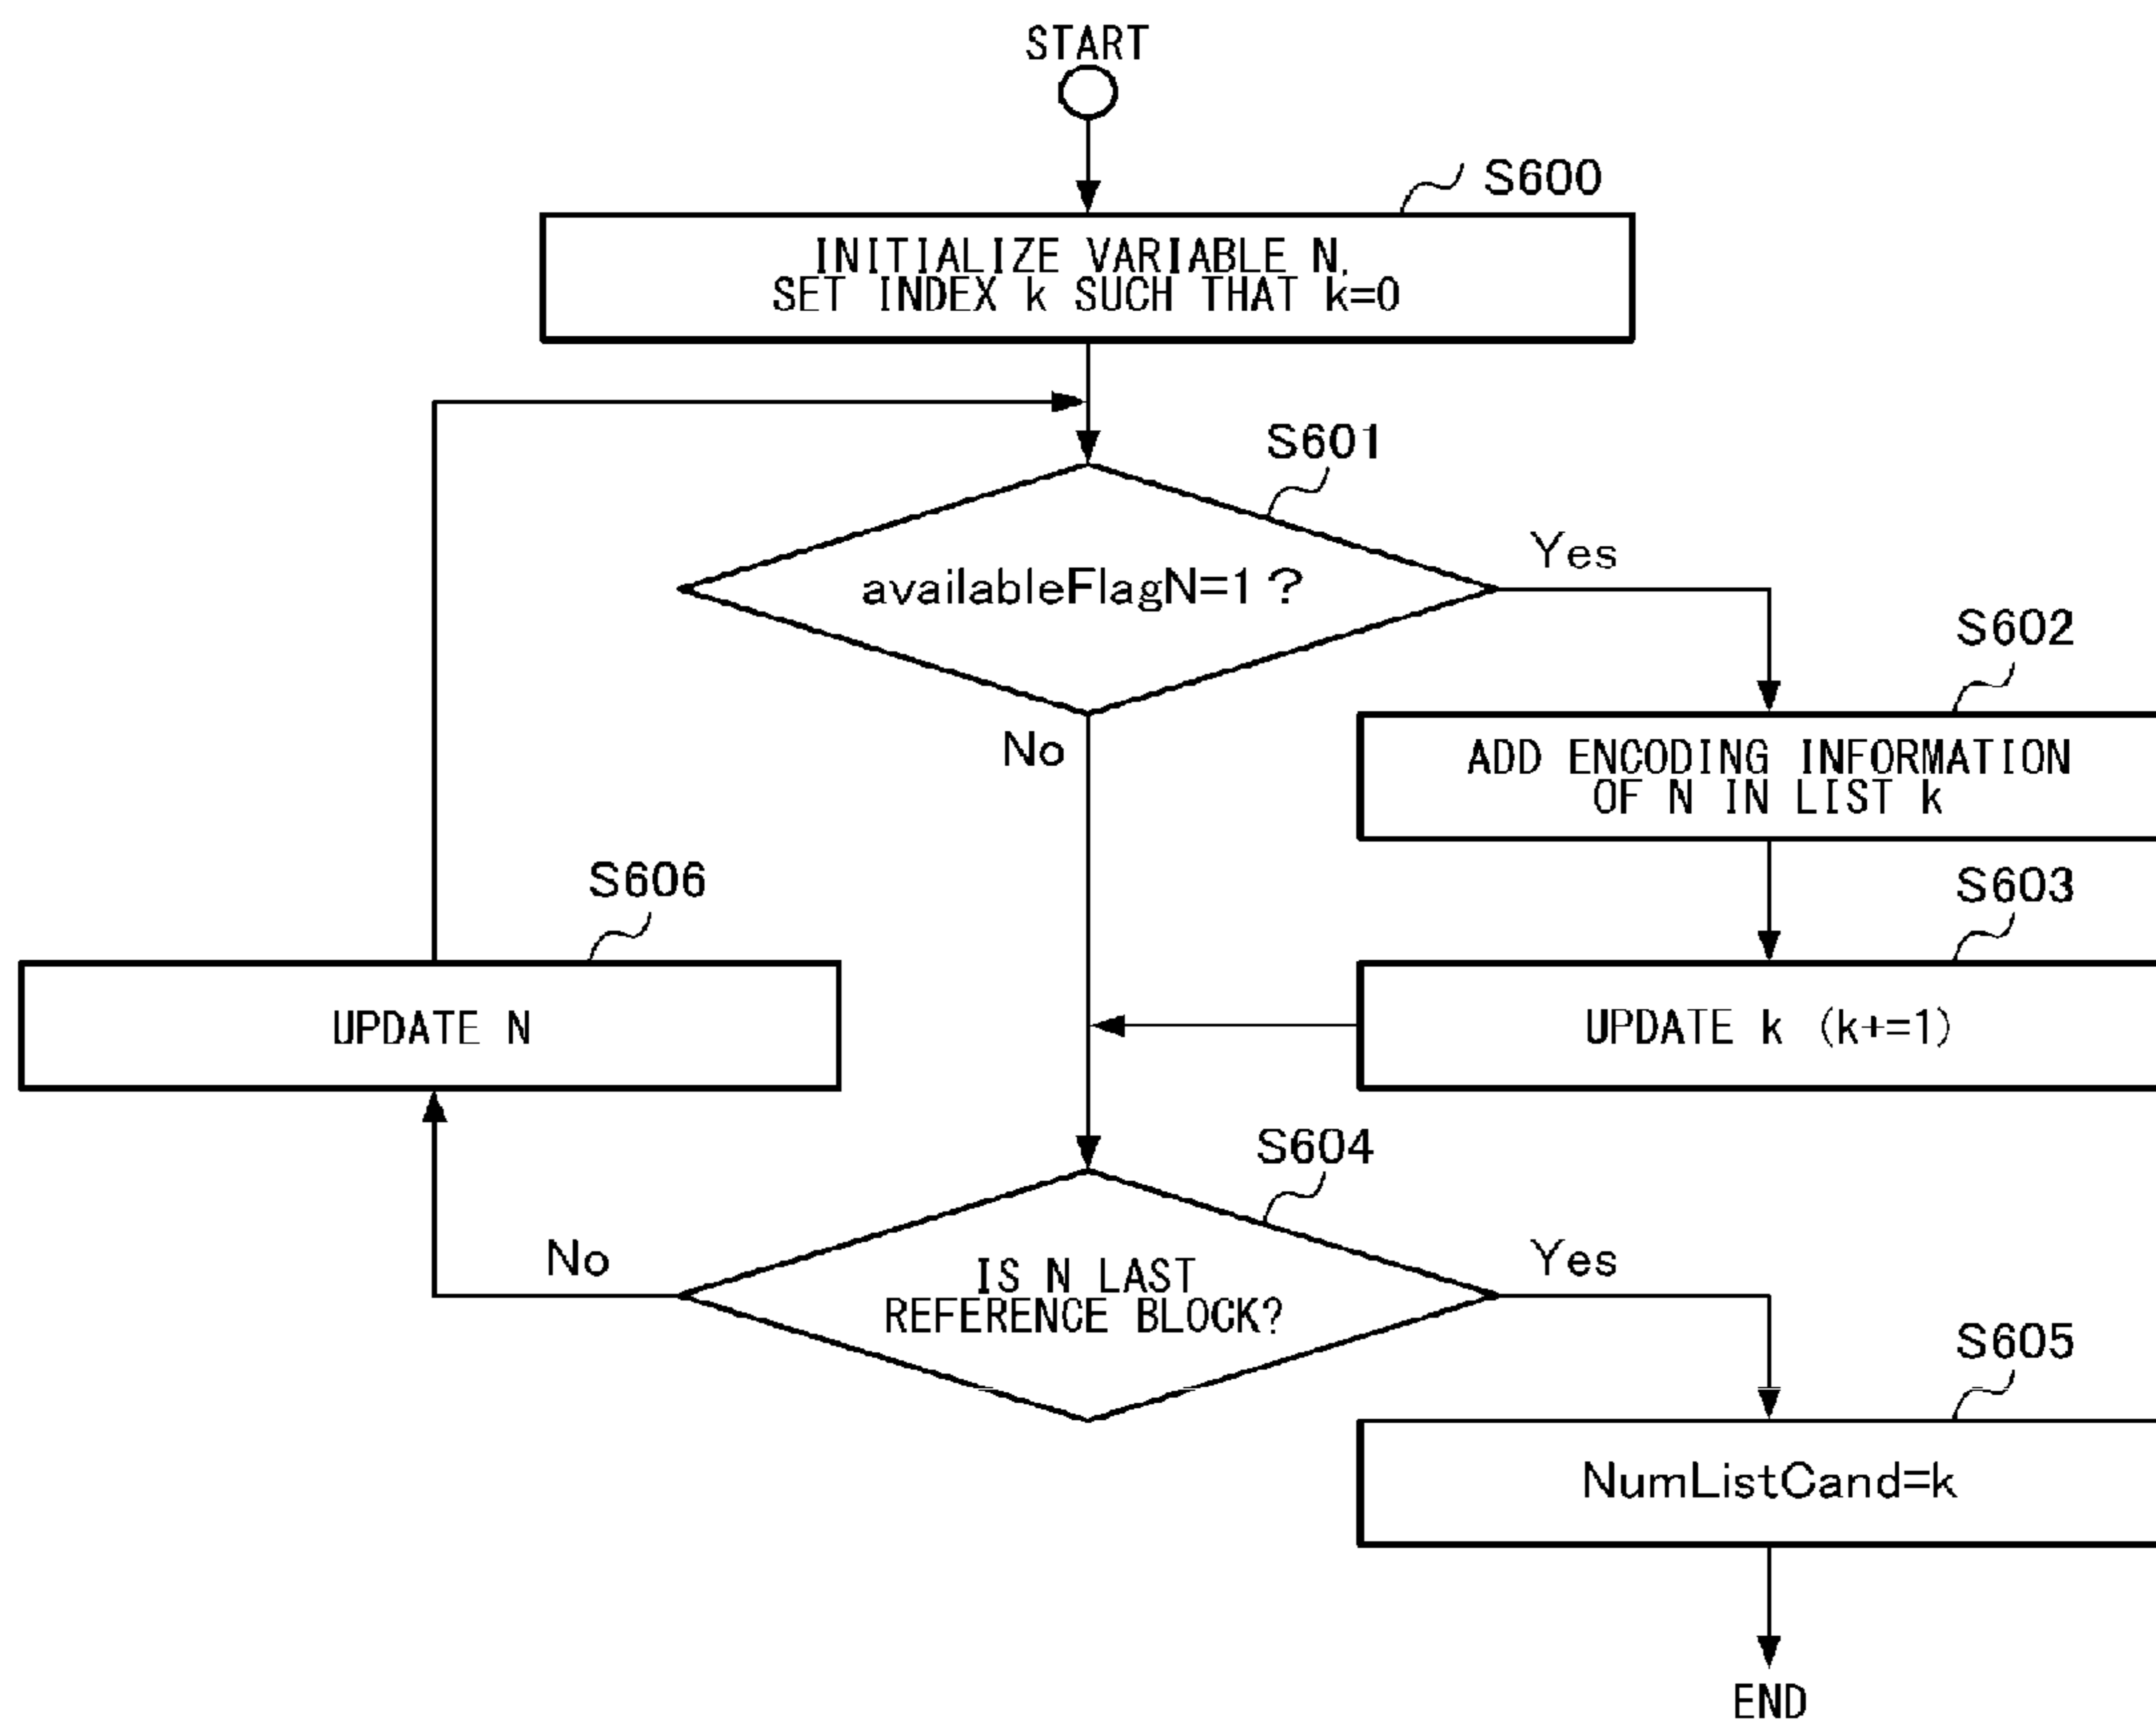 START
S600
INITIALIZE VARIABLE N,
SET INDEX k SUCH THAT k=0
S601
availableFlagN=1 ?
Yes
No
S602
ADD ENCODING INFORMATION
OF N IN LIST k
S603
UPDATE k (k+=1)
S606
UPDATE N
S604
IS N LAST
REFERENCE BLOCK?
No
Yes
S605
NumListCand=k
END